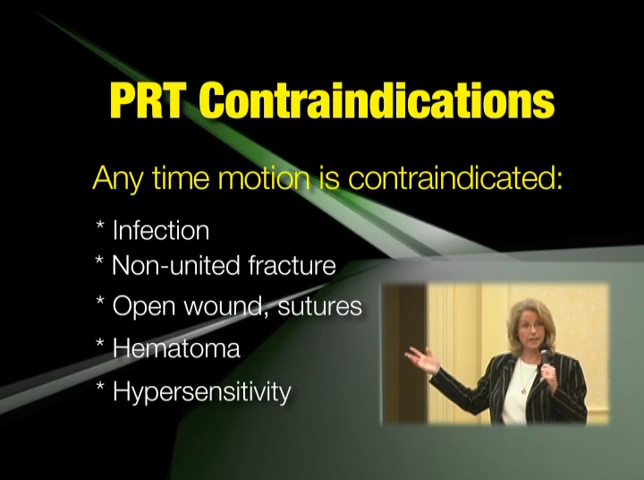 PRT Contraindications
Any time motion is contraindicated:
* Infection
* Non-united fracture
* Open wound, sutures
* Hematoma
* Hypersensitivity